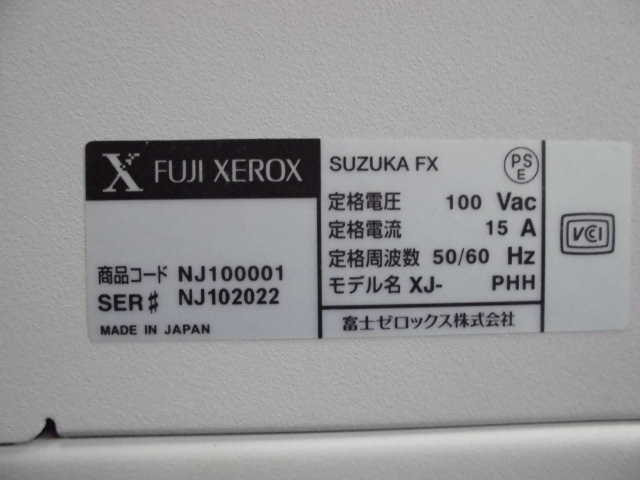 X FUJI XEROX
商品コード NJ100001
SER# NJ102022
MADE IN JAPAN
SUZUKA FX
PS
E
定格電圧 100 Vac
定格電流 15 A
定格周波数 50/60 Hz
モデル名 XJ- PHH
富士ゼロックス株式会社
VCCI